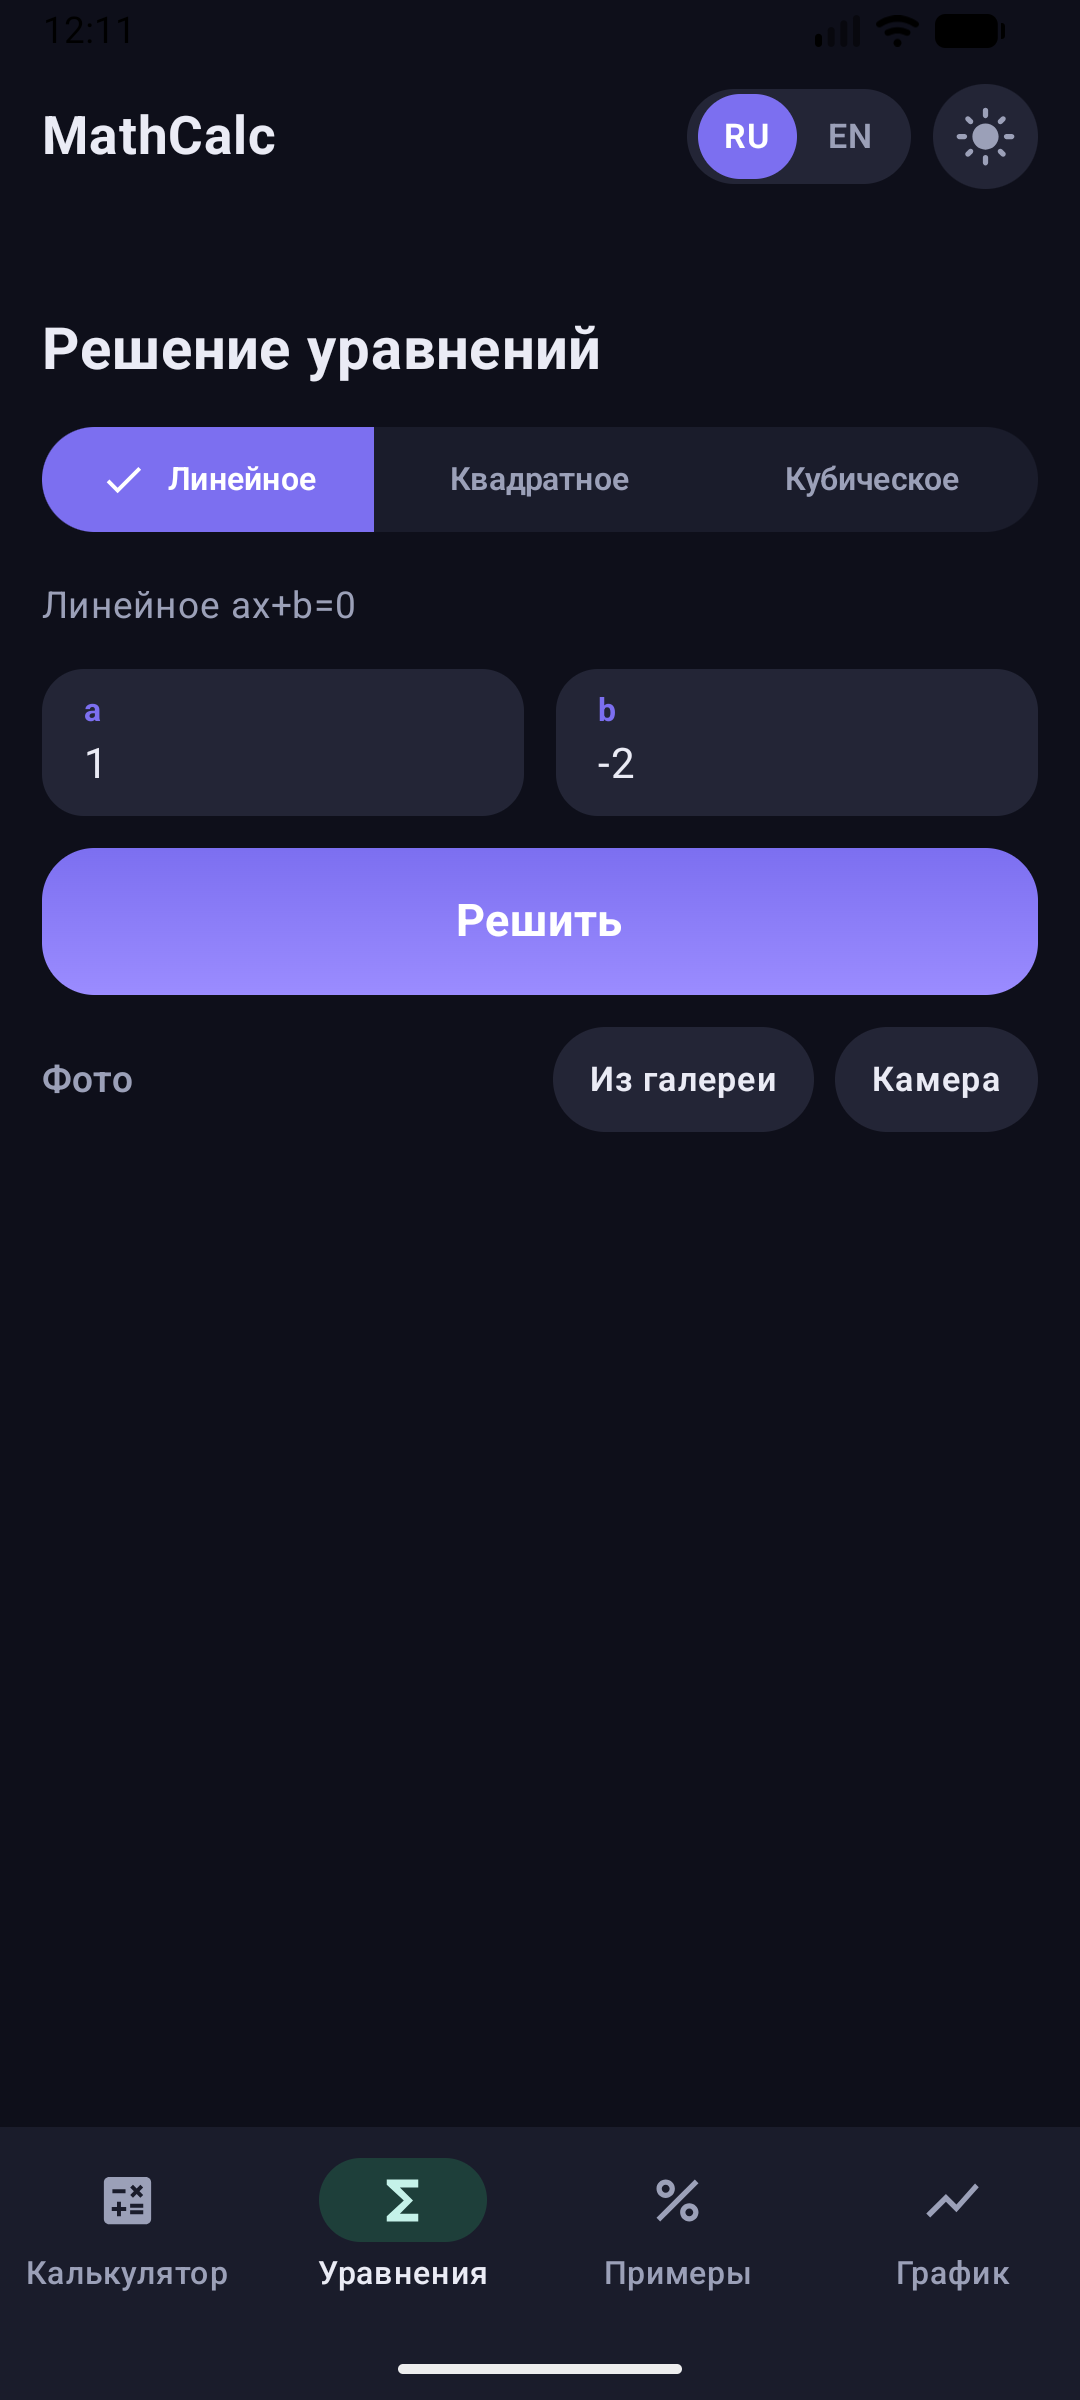 12:11
MathCalc
RU EN
Решение уравнений
Линейное Квадратное Кубическое
Линейное ax+b=0
a b
1 -2
Решить
Фото Из галереи Камера
Калькулятор Уравнения Примеры График